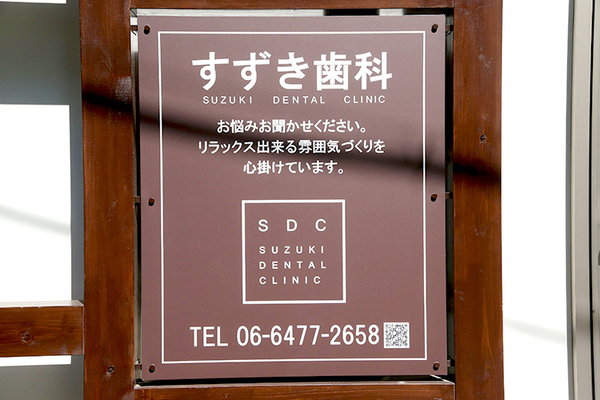 すずき歯科
SUZUKI DENTAL CLINIC
お悩みお聞かせください。
リラックス出来る雰囲気づくりを
心掛けています。
SDC
SUZUKI
DENTAL
CLINIC
TEL 06-6477-2658